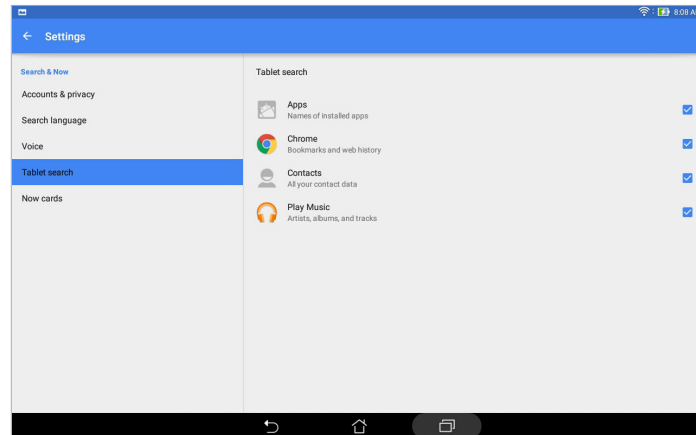 8:08 A
Settings
Search & Now
Accounts & privacy
Search language
Voice
Tablet search
Now cards
Tablet search
Apps
Names of installed apps
Chrome
Bookmarks and web history
Contacts
All your contact data
Play Music
Artists, albums, and tracks